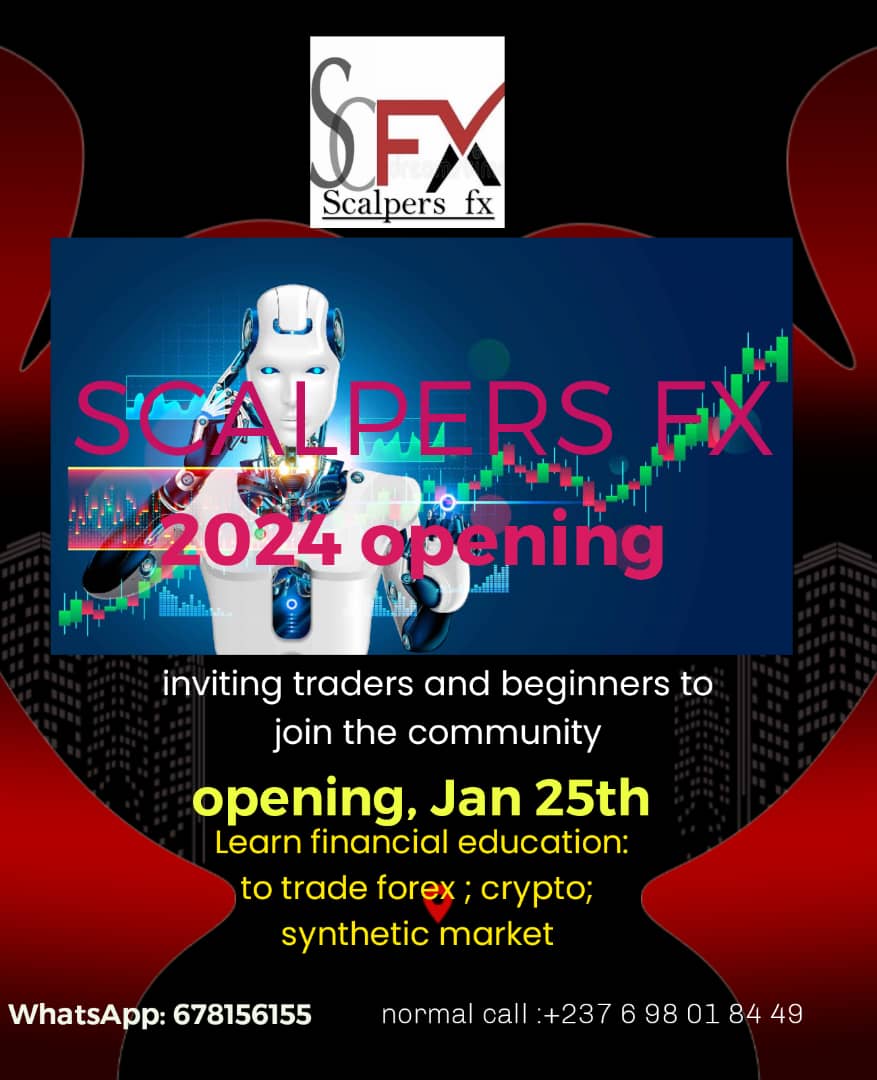 SCFX
Scalpers fx
SCALPERS FX
2024 opening
inviting traders and beginners to
join the community
opening, Jan 25th
Learn financial education:
to trade forex ; crypto;
synthetic market
WhatsApp: 678156155
normal call :+237 6 98 01 84 49